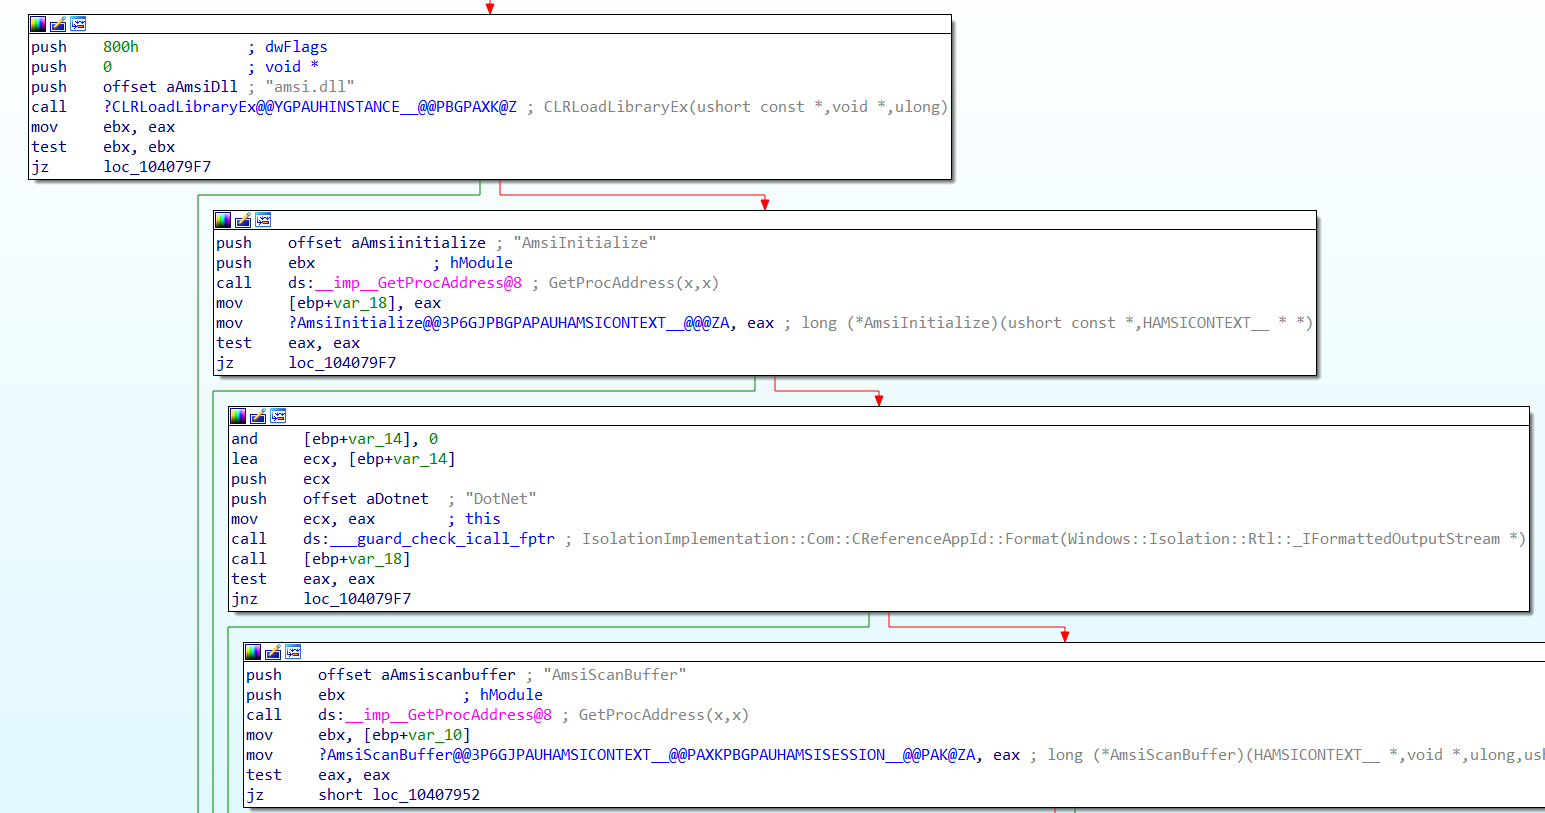 push 800h ; dwFlags
push 0 ; void *
push offset aAmsiDll ; "amsi.dll"
call ?CLRLoadLibraryEx@@YGPAUHINSTANCE__@@PBGPAXK@Z ; CLRLoadLibraryEx(ushort const *,void *,ulong)
mov ebx, eax
test ebx, ebx
jz loc_104079F7
push offset aAmsiinitialize ; "AmsiInitialize"
push ebx ; hModule
call ds:__imp__GetProcAddress@8 ; GetProcAddress(x,x)
mov [ebp+var_18], eax
mov ?AmsiInitialize@@3P6GJPBGPAPAUHAMSICONTEXT__@@@ZA, eax ; long (*AmsiInitialize)(ushort const *,HAMSICONTEXT__ * *)
test eax, eax
jz loc_104079F7
and [ebp+var_14], 0
lea ecx, [ebp+var_14]
push ecx
push offset aDotnet ; "DotNet"
mov ecx, eax ; this
call ds:___guard_check_icall_fptr ; IsolationImplementation::Com::CReferenceAppId::Format(Windows::Isolation::Rtl::_IFormattedOutputStream *)
call [ebp+var_18]
test eax, eax
jnz loc_104079F7
push offset aAmsiscanbuffer ; "AmsiScanBuffer"
push ebx ; hModule
call ds:__imp__GetProcAddress@8 ; GetProcAddress(x,x)
mov ebx, [ebp+var_10]
mov ?AmsiScanBuffer@@3P6GJPAUHAMSICONTEXT__@@PAXKPBGPAUHAMSISESSION__@@PAK@ZA, eax ; long (*AmsiScanBuffer)(HAMSICONTEXT__ *,void *,ulong,ush
test eax, eax
jz short loc_10407952